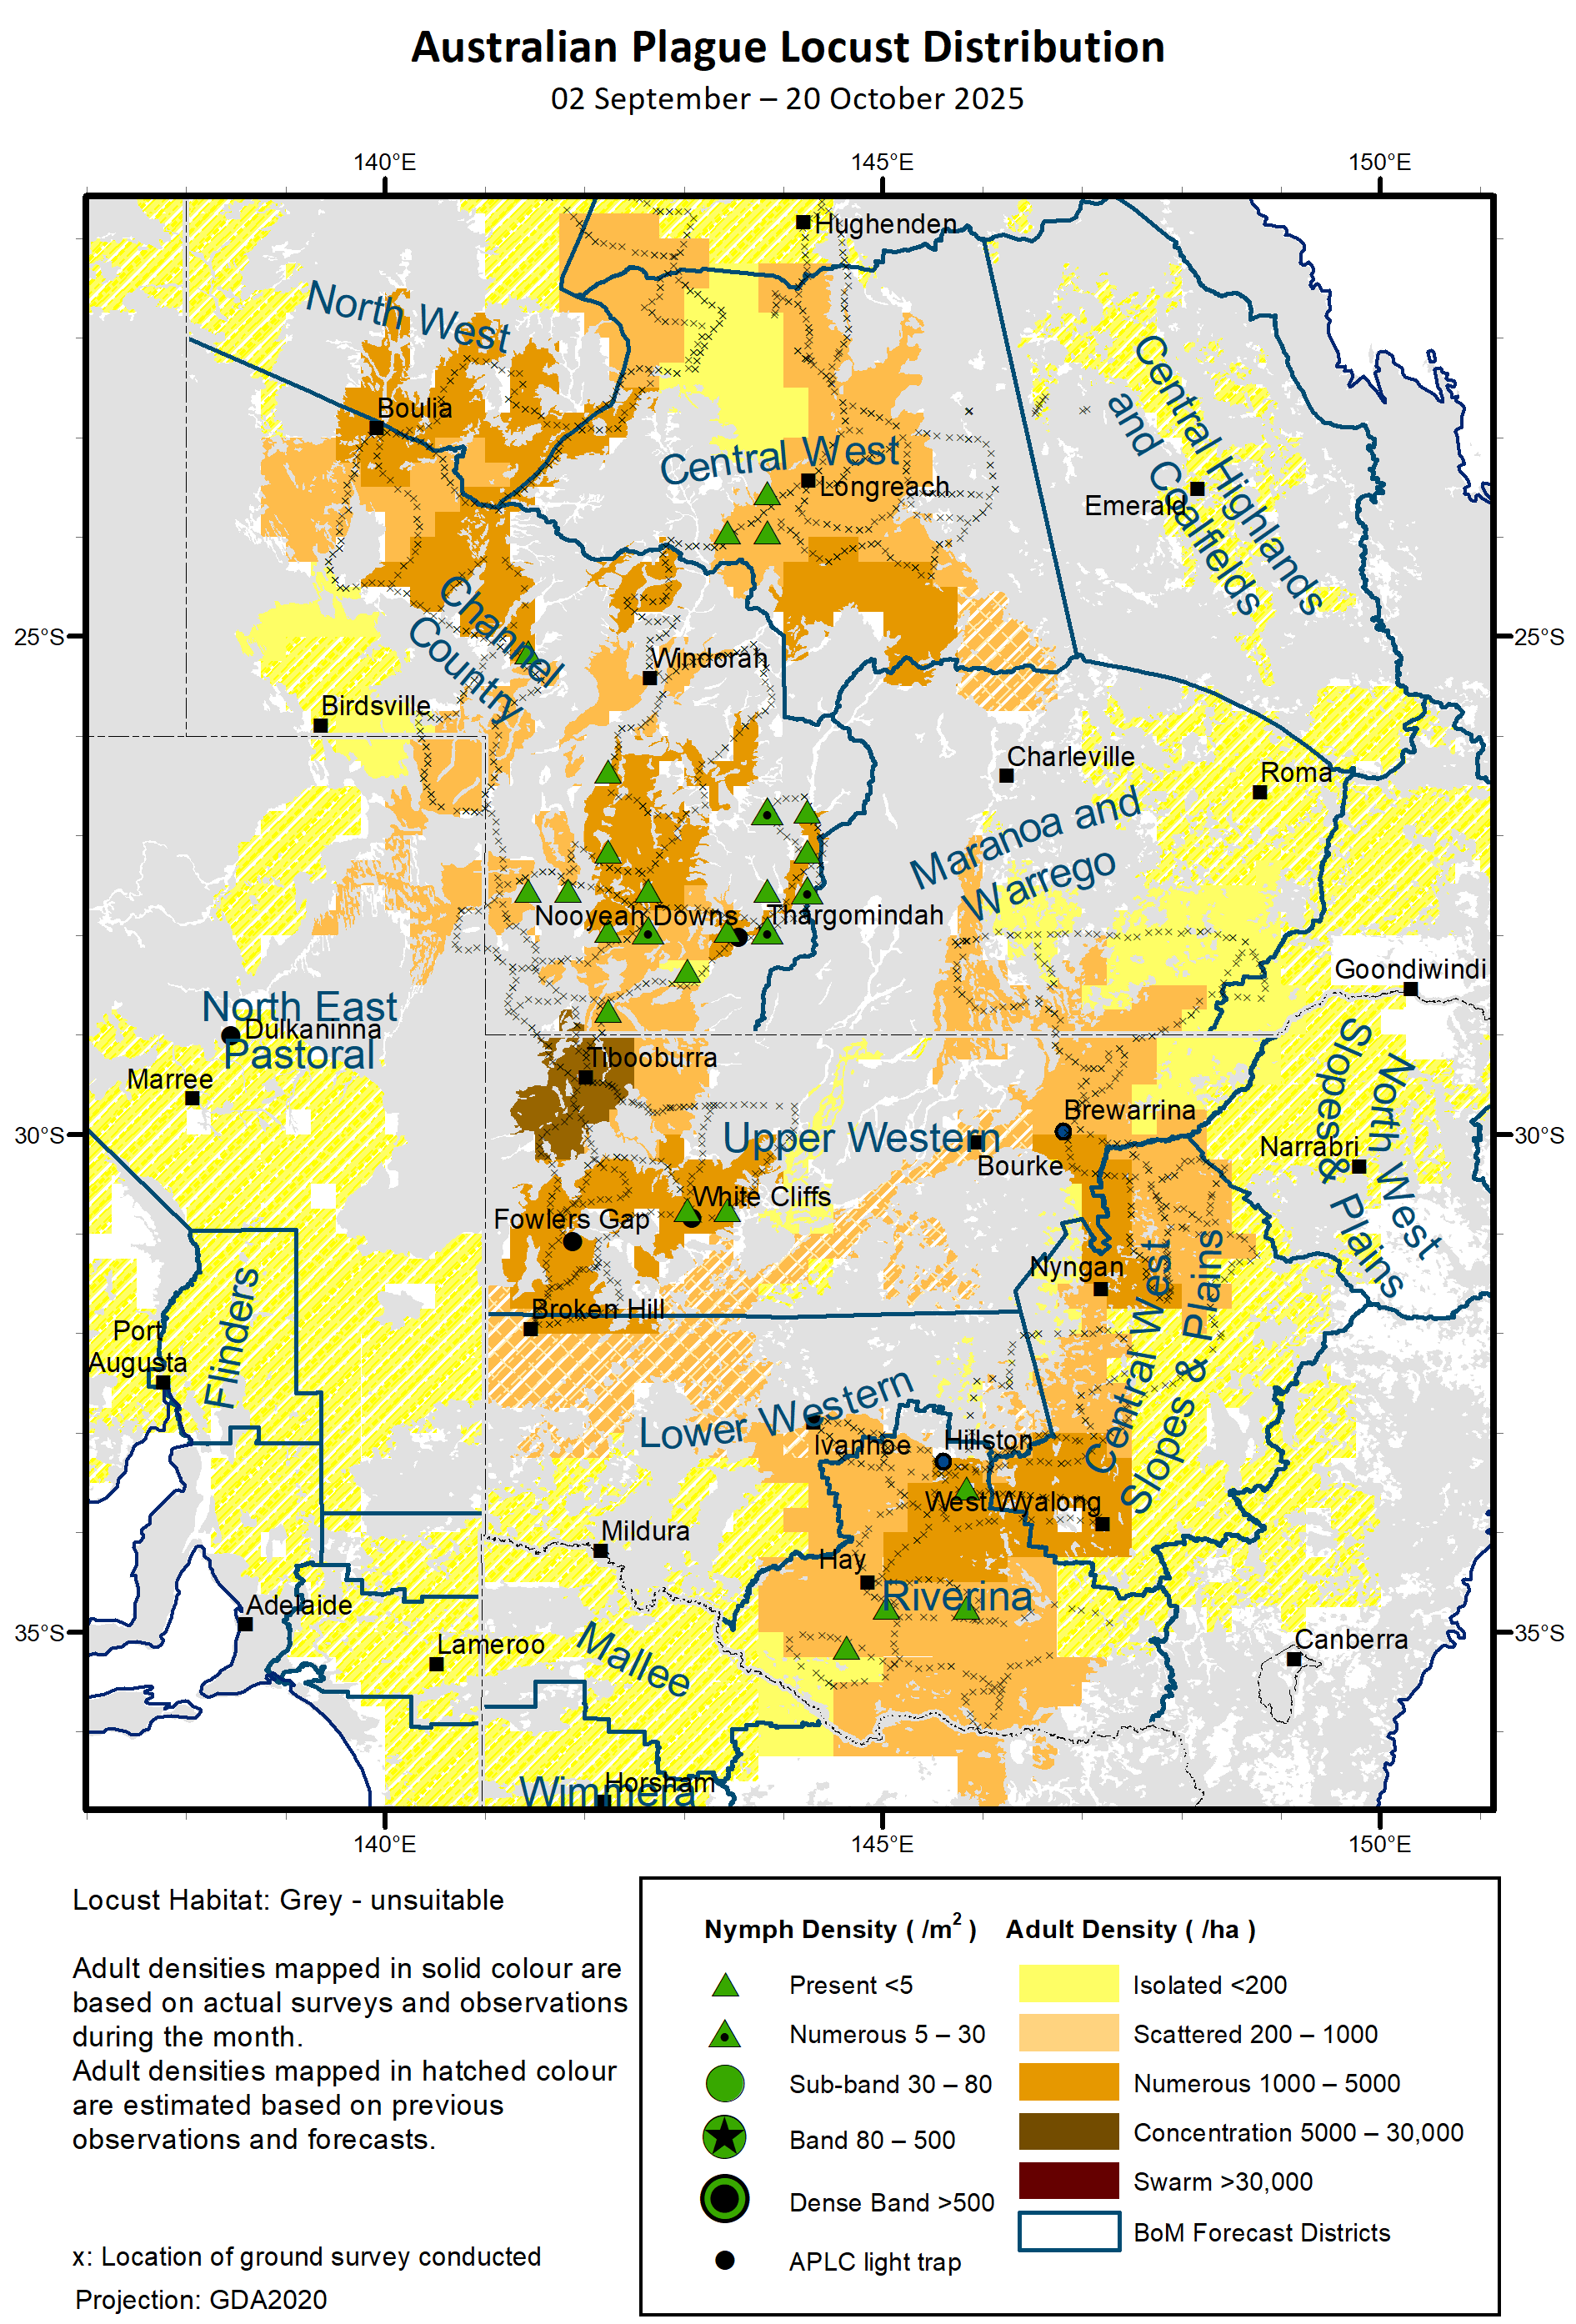 Australian Plague Locust Distribution
02 September – 20 October 2025
140°E
145°E
150°E
Hughenden
North West
Boulia
Central West
Longreach
Central Highlands
and Coalfields
Emerald
25°S
25°S
Channel
Country
Windorah
Birdsville
Charleville
Roma
Maranoa and
Warrego
Nooyeah Downs
Thargomindah
Goondiwindi
North East
Pastoral
Dulkaninna
Marree
Tibooburra
North West
Slopes &
Plains
30°S
30°S
Brewarrina
Upper Western
Bourke
Narrabri
White Cliffs
Fowlers Gap
Nyngan
Broken Hill
Flinders
Port
Augusta
Central West
Slopes & Plains
Lower Western
Ivanhoe
Hillston
West Wyalong
Mildura
Hay
Riverina
Adelaide
35°S
35°S
Lameroo
Mallee
Canberra
Horsham
Wimmera
140°E
145°E
150°E
Locust Habitat: Grey - unsuitable
Adult densities mapped in solid colour are
based on actual surveys and observations
during the month.
Adult densities mapped in hatched colour
are estimated based on previous
observations and forecasts.
x: Location of ground survey conducted
Projection: GDA2020
Nymph Density ( /m² )
Present <5
Numerous 5 – 30
Sub-band 30 – 80
Band 80 – 500
Dense Band >500
APLC light trap
Adult Density ( /ha )
Isolated <200
Scattered 200 – 1000
Numerous 1000 – 5000
Concentration 5000 – 30,000
Swarm >30,000
BoM Forecast Districts